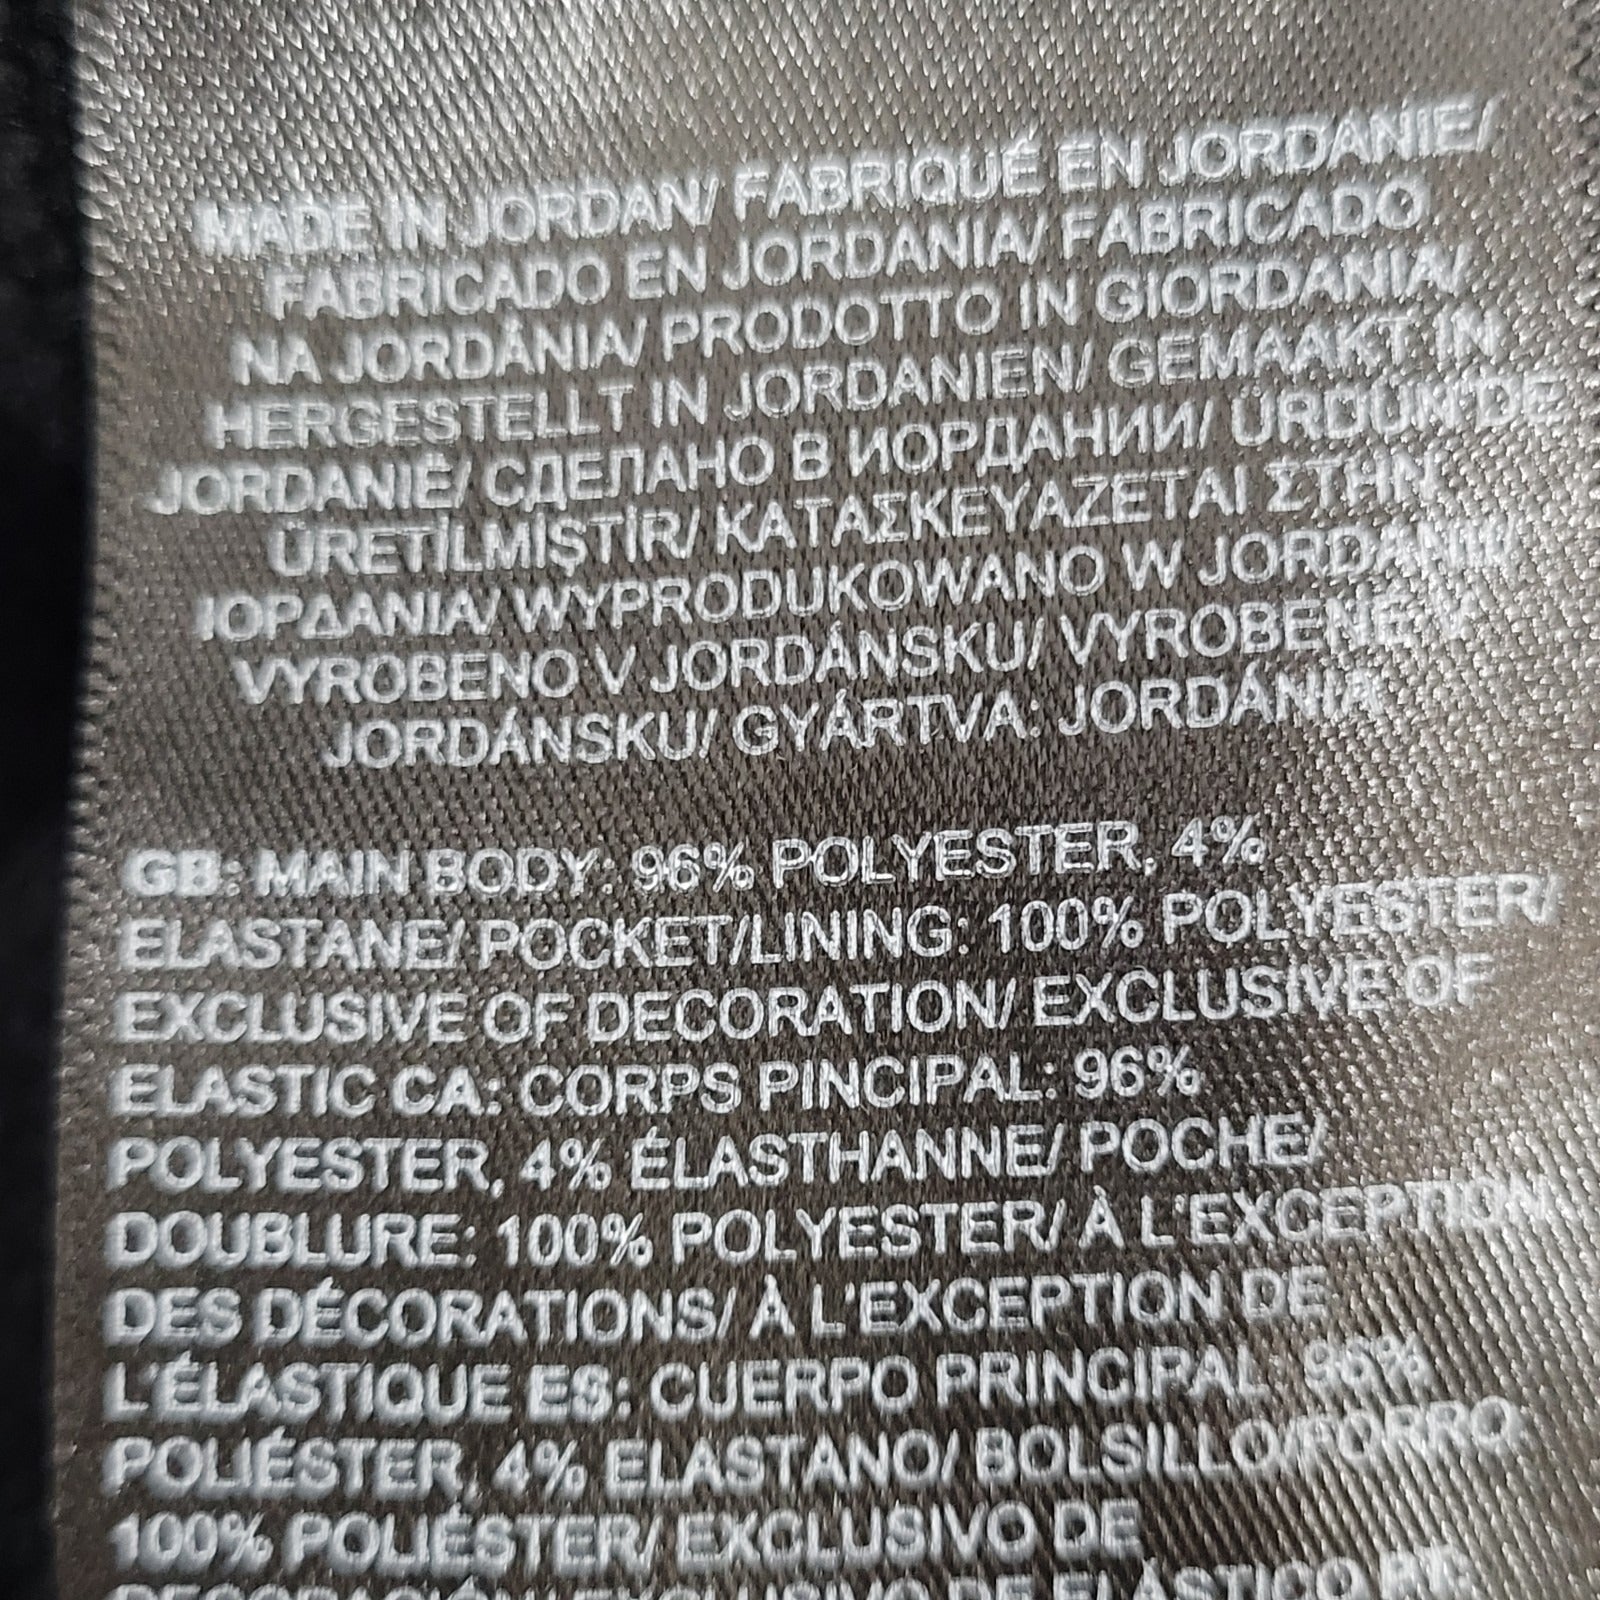 MADE IN JORDAN/ FABRIQUÉ EN JORDANIE/
FABRICADO EN JORDANIA/ FABRICADO
NA JORDÂNIA/ PRODOTTO IN GIORDANIA/
HERGESTELLT IN JORDANIEN/ GEMAAKT IN
JORDANIË/ СДЕЛАНО В ИОРДАНИИ/ ÜRDÜN'DE
ÜRETİLMİŞTİR/ ΚΑΤΑΣΚΕΥΑΖΕΤΑΙ ΣΤΗΝ
ΙΟΡΔΑΝΙΑ/ WYPRODUKOWANO W JORDANII/
VYROBENO V JORDÁNSKU/ VYROBENÉ V
JORDÁNSKU/ GYÁRTVA: JORDÁNIA
GB: MAIN BODY: 96% POLYESTER, 4%
ELASTANE/ POCKET/LINING: 100% POLYESTER/
EXCLUSIVE OF DECORATION/ EXCLUSIVE OF
ELASTIC CA: CORPS PINCIPAL: 96%
POLYESTER, 4% ÉLASTHANNE/ POCHE/
DOUBLURE: 100% POLYESTER/ À L'EXCEPTION
DES DÉCORATIONS/ À L'EXCEPTION DE
L'ÉLASTIQUE ES: CUERPO PRINCIPAL: 96%
POLIÉSTER, 4% ELASTANO/ BOLSILLO/FORRO:
100% POLIÉSTER/ EXCLUSIVO DE
DECORACIÓN/ EXCLUSIVO DE ELÁSTICO